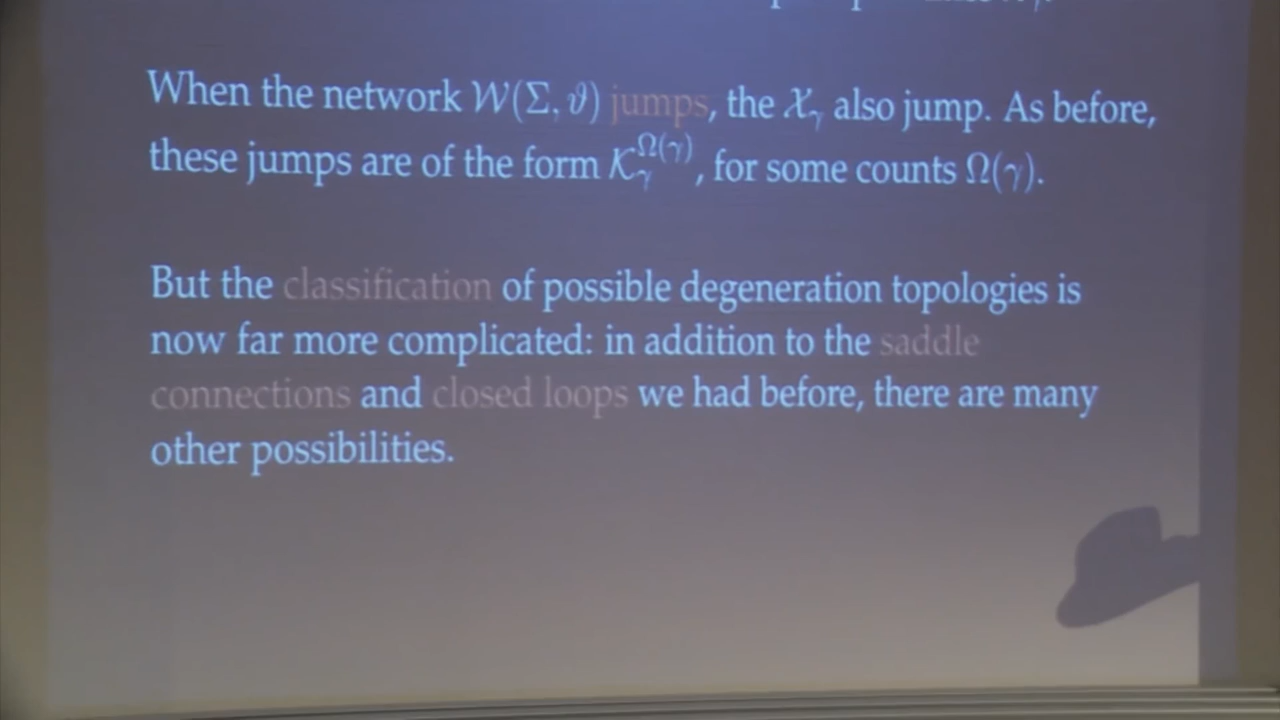 When the network 𝒲(Σ, ϑ) jumps, the 𝒳_γ also jump. As before,
these jumps are of the form 𝒦_γ^Ω(γ), for some counts Ω(γ).
But the classification of possible degeneration topologies is
now far more complicated: in addition to the saddle
connections and closed loops we had before, there are many
other possibilities.